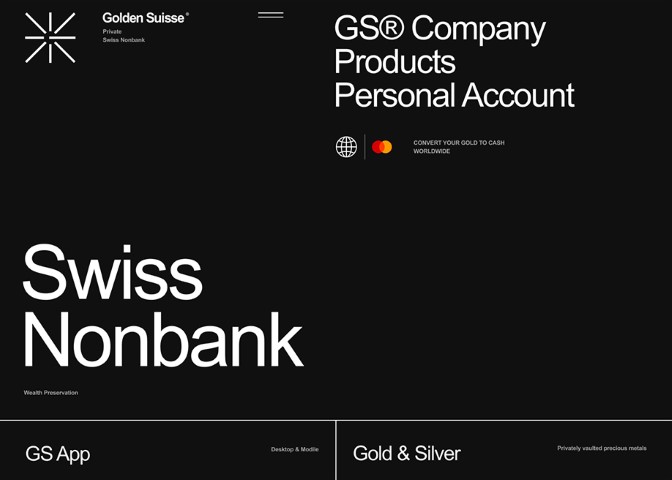 Golden Suisse®
Private
Swiss Nonbank
GS® Company
Products
Personal Account
CONVERT YOUR GOLD TO CASH
WORLDWIDE
Swiss
Nonbank
Wealth Preservation
GS App
Desktop & Modile
Gold & Silver
Privately vaulted precious metals